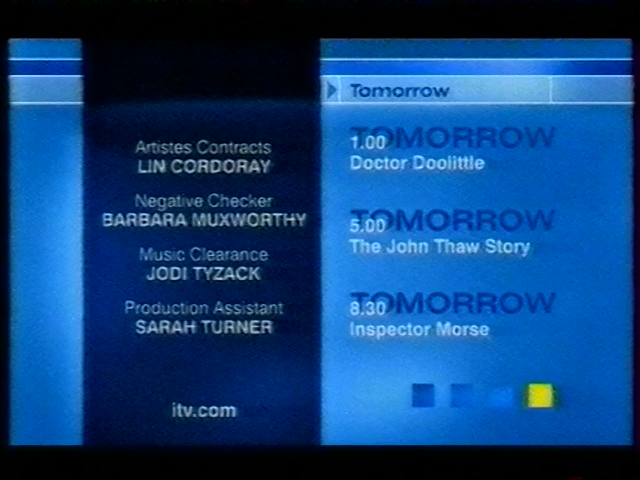 Artistes Contracts
LIN CORDORAY
Negative Checker
BARBARA MUXWORTHY
Music Clearance
JODI TYZACK
Production Assistant
SARAH TURNER
itv.com
Tomorrow
TOMORROW
1.00
Doctor Doolittle
TOMORROW
5.00
The John Thaw Story
TOMORROW
8.30
Inspector Morse